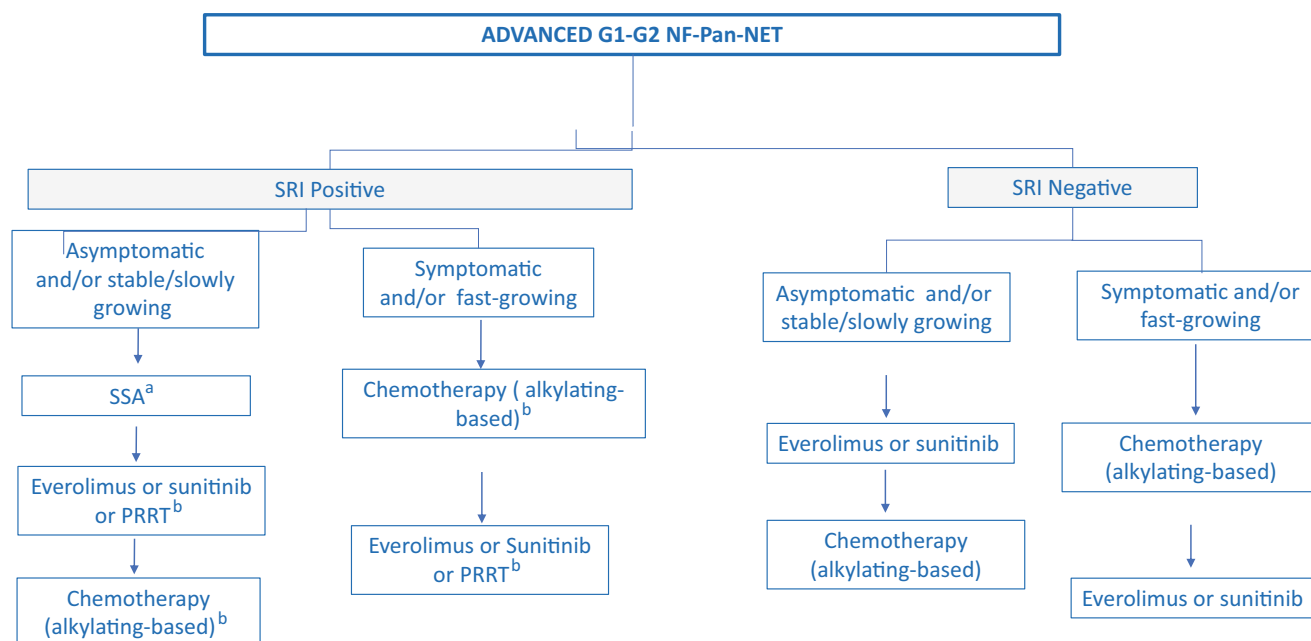 ADVANCED G1-G2 NF-Pan-NET
SRI Positive
SRI Negative
Asymptomatic
and/or stable/slowly
growing
SSAᵃ
Everolimus or sunitinib
or PRRTᵇ
Chemotherapy
(alkylating-based)ᵇ
Symptomatic
and/or fast-growing
Chemotherapy ( alkylating-
based)ᵇ
Everolimus or Sunitinib
or PRRTᵇ
Asymptomatic and/or
stable/slowly growing
Everolimus or sunitinib
Chemotherapy
(alkylating-based)
Symptomatic and/or
fast-growing
Chemotherapy
(alkylating-based)
Everolimus or sunitinib